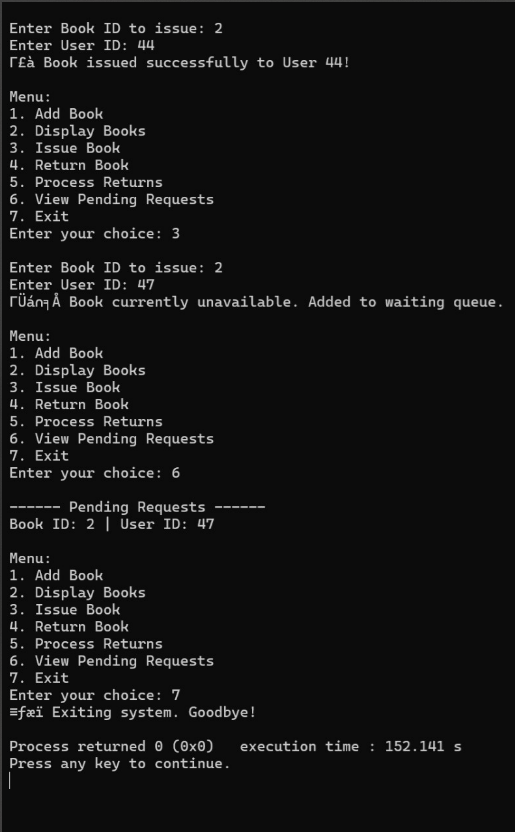 Enter Book ID to issue: 2
Enter User ID: 44
Γ£à Book issued successfully to User 44!
Menu:
1. Add Book
2. Display Books
3. Issue Book
4. Return Book
5. Process Returns
6. View Pending Requests
7. Exit
Enter your choice: 3
Enter Book ID to issue: 2
Enter User ID: 47
ΓÜán╕Å Book currently unavailable. Added to waiting queue.
Menu:
1. Add Book
2. Display Books
3. Issue Book
4. Return Book
5. Process Returns
6. View Pending Requests
7. Exit
Enter your choice: 6
------ Pending Requests ------
Book ID: 2 | User ID: 47
Menu:
1. Add Book
2. Display Books
3. Issue Book
4. Return Book
5. Process Returns
6. View Pending Requests
7. Exit
Enter your choice: 7
≡ƒæï Exiting system. Goodbye!
Process returned 0 (0x0)   execution time : 152.141 s
Press any key to continue.